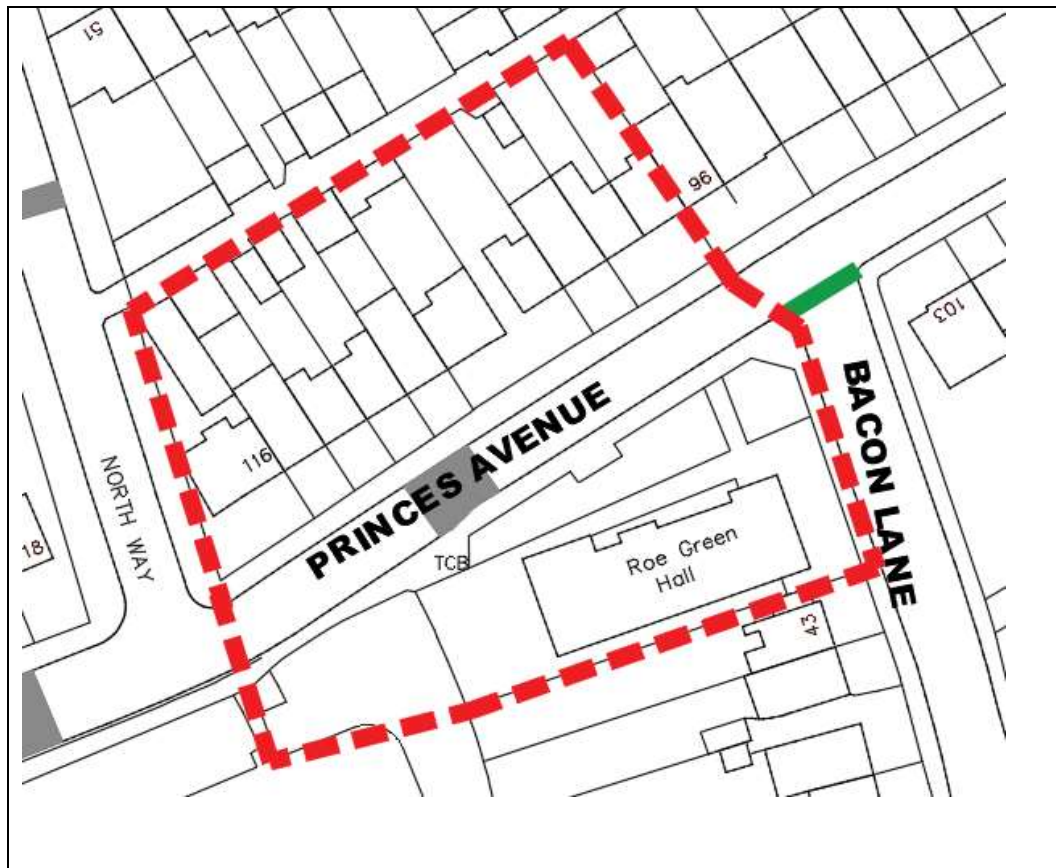 51
96
103
BACON LANE
PRINCES AVENUE
116
NORTH WAY
18
TCB
Roe Green
Hall
43